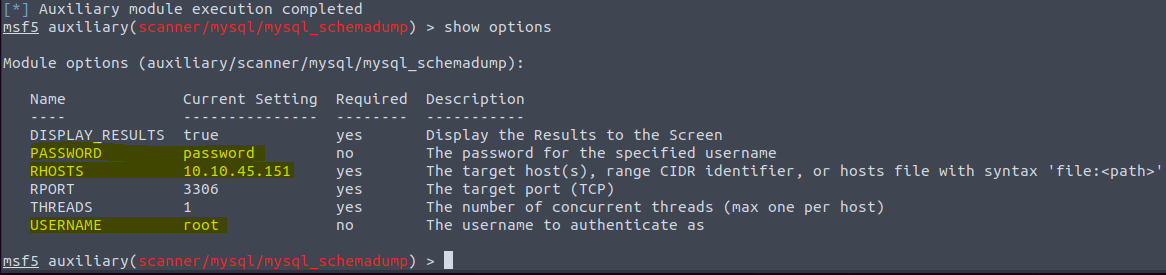 [*] Auxiliary module execution completed
msf5 auxiliary(scanner/mysql/mysql_schemadump) > show options
Module options (auxiliary/scanner/mysql/mysql_schemadump):
Name Current Setting Required Description
---- --------------- -------- -----------
DISPLAY_RESULTS true yes Display the Results to the Screen
PASSWORD password no The password for the specified username
RHOSTS 10.10.45.151 yes The target host(s), range CIDR identifier, or hosts file with syntax 'file:<path>'
RPORT 3306 yes The target port (TCP)
THREADS 1 yes The number of concurrent threads (max one per host)
USERNAME root no The username to authenticate as
msf5 auxiliary(scanner/mysql/mysql_schemadump) >